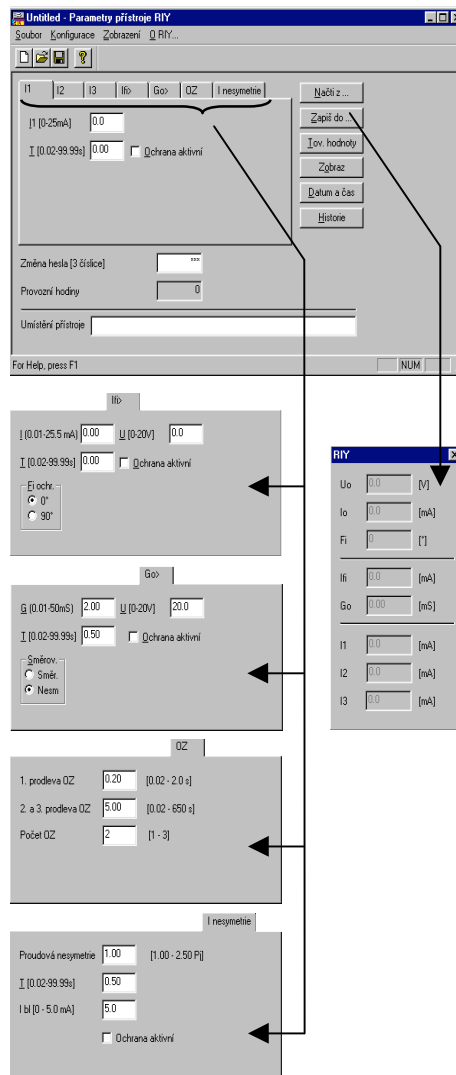 Untitled - Parametry přístroje RIY
Soubor Konfigurace Zobrazení O RIY...
I1 I2 I3 Ifi> Go> OZ I nesymetrie
I1 [0-25mA] 0.0
T [0.02-99.99s] 0.00 Ochrana aktivní
Načti z ...
Zapiš do ...
Tov. hodnoty
Zobraz
Datum a čas
Historie
Změna hesla [3 číslice] ***
Provozní hodiny 0
Umístění přístroje
For Help, press F1 NUM
Ifi>
I (0.01-25.5 mA) 0.00 U [0-20V] 0.0
T [0.02-99.99s] 0.00 Ochrana aktivní
Fi ochr.
0°
90°
Go>
G (0.01-50mS) 2.00 U [0-20V] 20.0
T [0.02-99.99s] 0.50 Ochrana aktivní
Směrov.
Směr.
Nesm
OZ
1. prodleva OZ 0.20 [0.02 - 2.0 s]
2. a 3. prodleva OZ 5.00 [0.02 - 650 s]
Počet OZ 2 [1 - 3]
I nesymetrie
Proudová nesymetrie 1.00 [1.00 - 2.50 Pj]
T [0.02-99.99s] 0.50
I bl [0 - 5.0 mA] 5.0
Ochrana aktivní
RIY
Uo 0.0 [V]
Io 0.0 [mA]
Fi 0 [°]
Ifi 0.0 [mA]
Go 0.00 [mS]
I1 0.0 [mA]
I2 0.0 [mA]
I3 0.0 [mA]